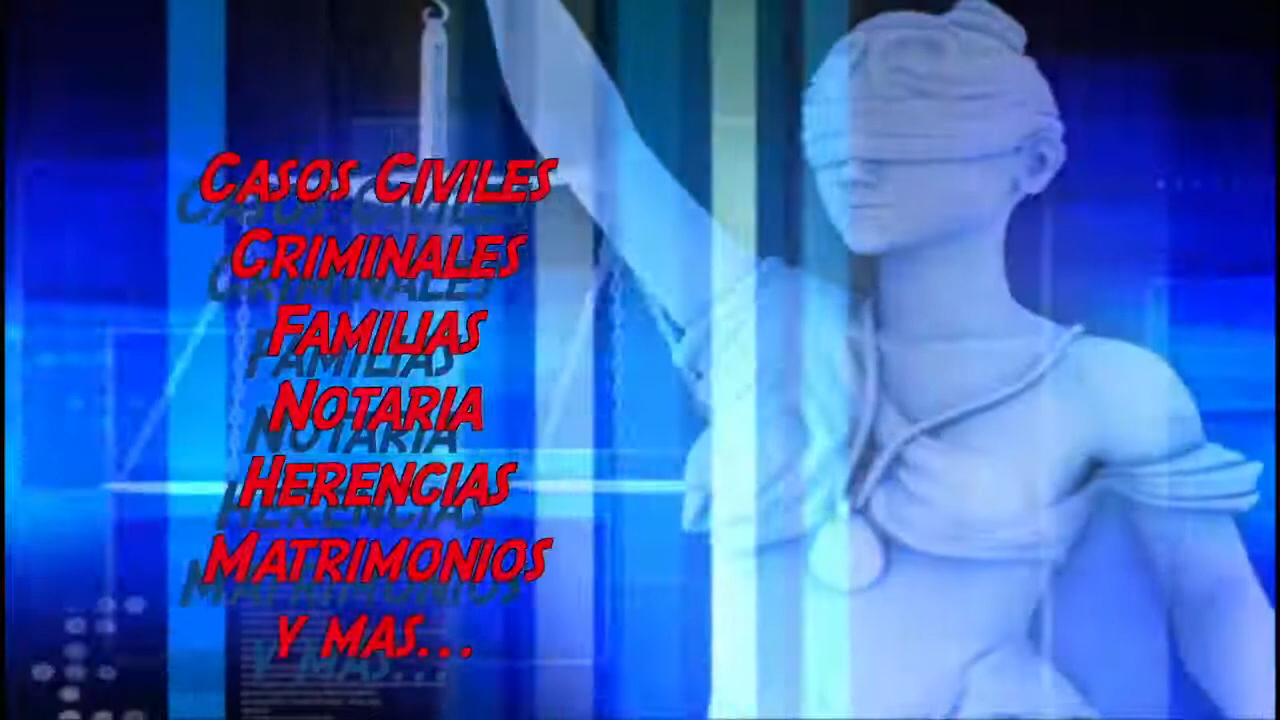 Casos Civiles
Criminales
Familias
Notaria
Herencias
Matrimonios
y mas...